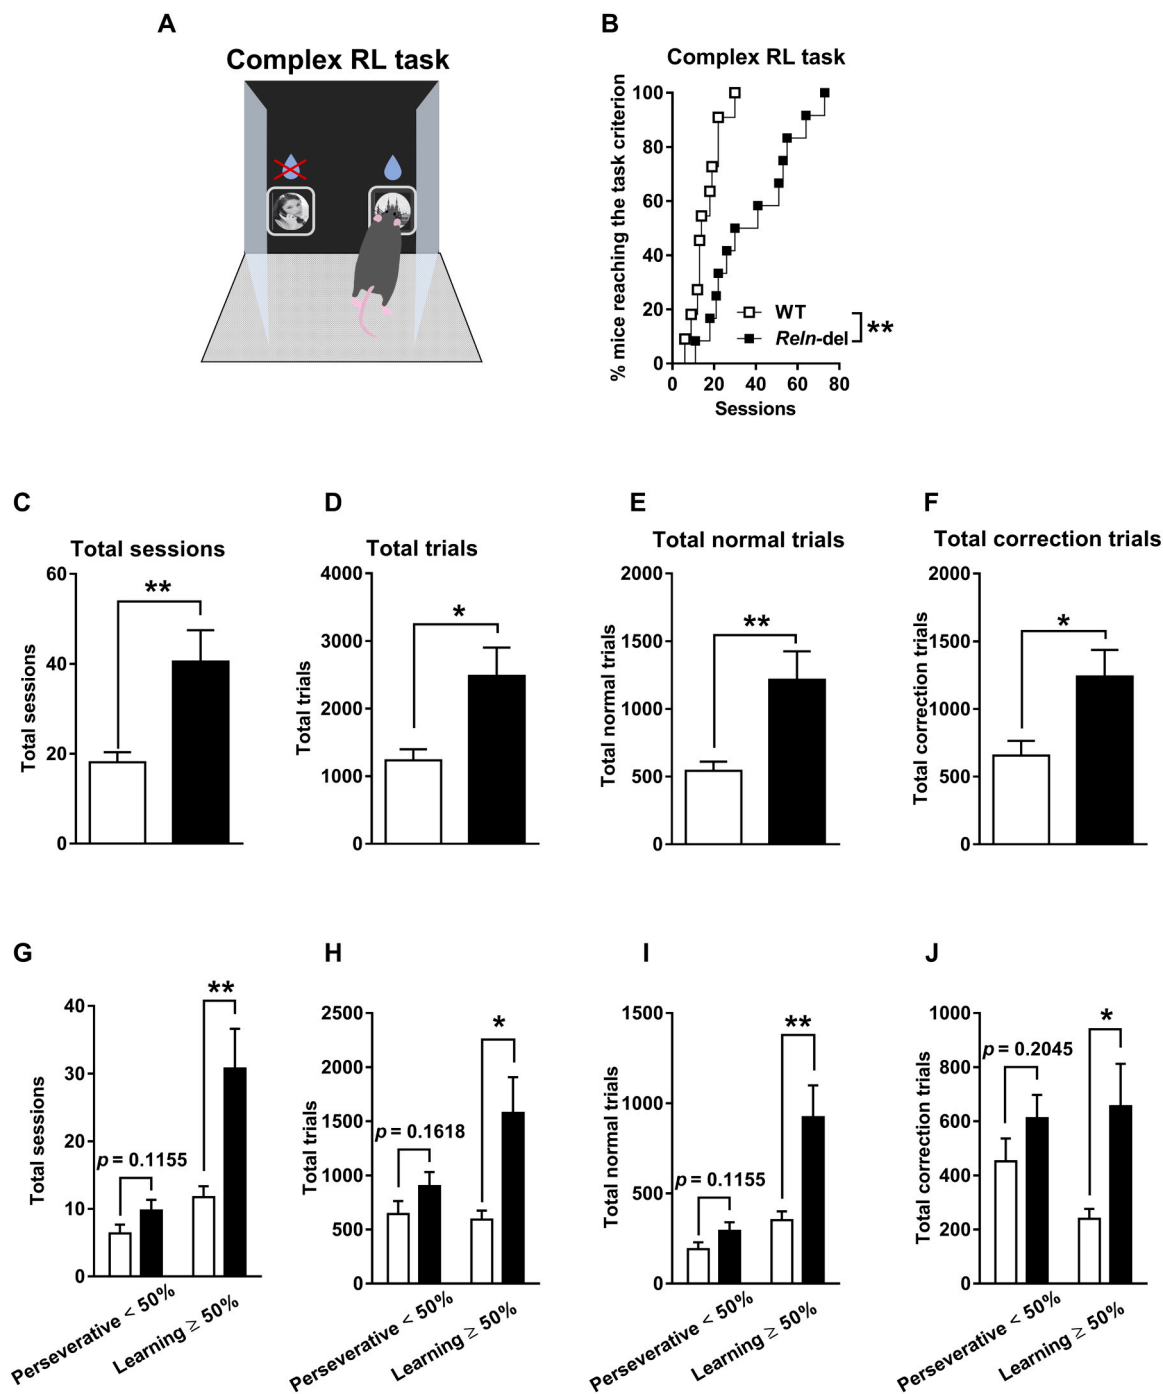 A
Complex RL task
B
Complex RL task
% mice reaching the task criterion
100
80
60
40
20
0
WT
Reln-del
**
0 20 40 60 80
Sessions
C
Total sessions
Total sessions
60
40
20
0
**
D
Total trials
Total trials
4000
3000
2000
1000
0
*
E
Total normal trials
Total normal trials
2000
1500
1000
500
0
**
F
Total correction trials
Total correction trials
2000
1500
1000
500
0
*
G
Total sessions
40
30
20
10
0
p = 0.1155
**
Perseverative < 50%
Learning ≥ 50%
H
Total trials
2500
2000
1500
1000
500
0
p = 0.1618
*
Perseverative < 50%
Learning ≥ 50%
I
Total normal trials
1500
1000
500
0
p = 0.1155
**
Perseverative < 50%
Learning ≥ 50%
J
Total correction trials
1000
800
600
400
200
0
p = 0.2045
*
Perseverative < 50%
Learning ≥ 50%